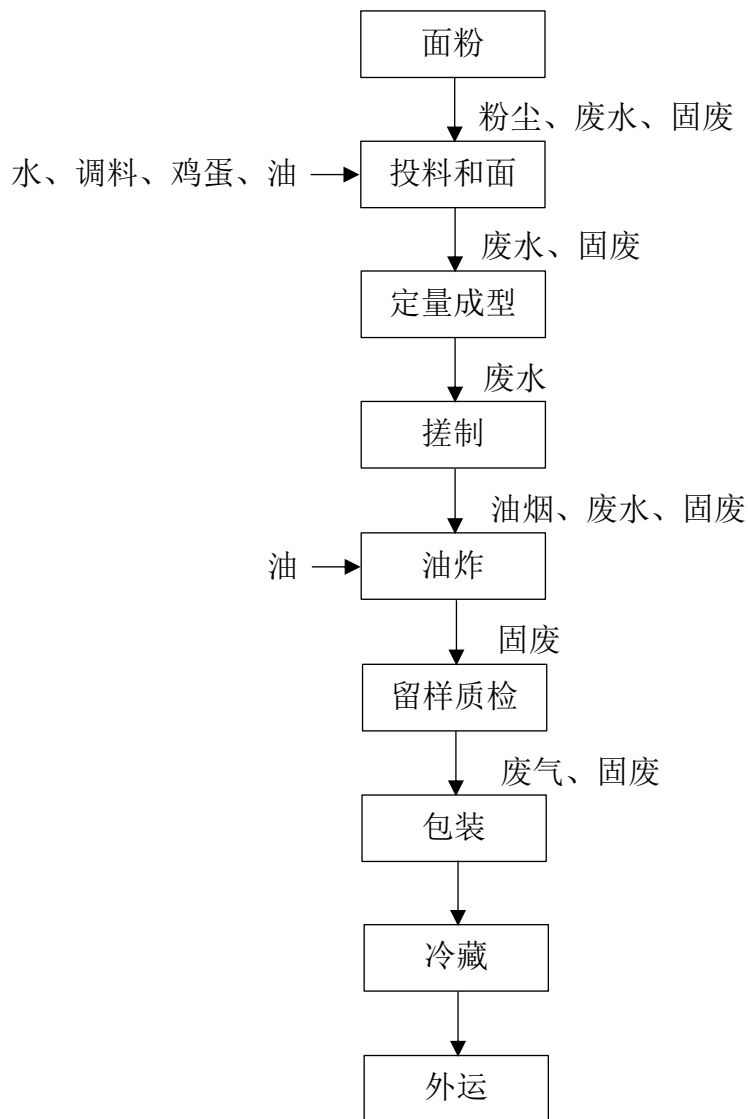 面粉
粉尘、废水、固废
水、调料、鸡蛋、油
投料和面
废水、固废
定量成型
废水
搓制
油烟、废水、固废
油
油炸
固废
留样质检
废气、固废
包装
冷藏
外运